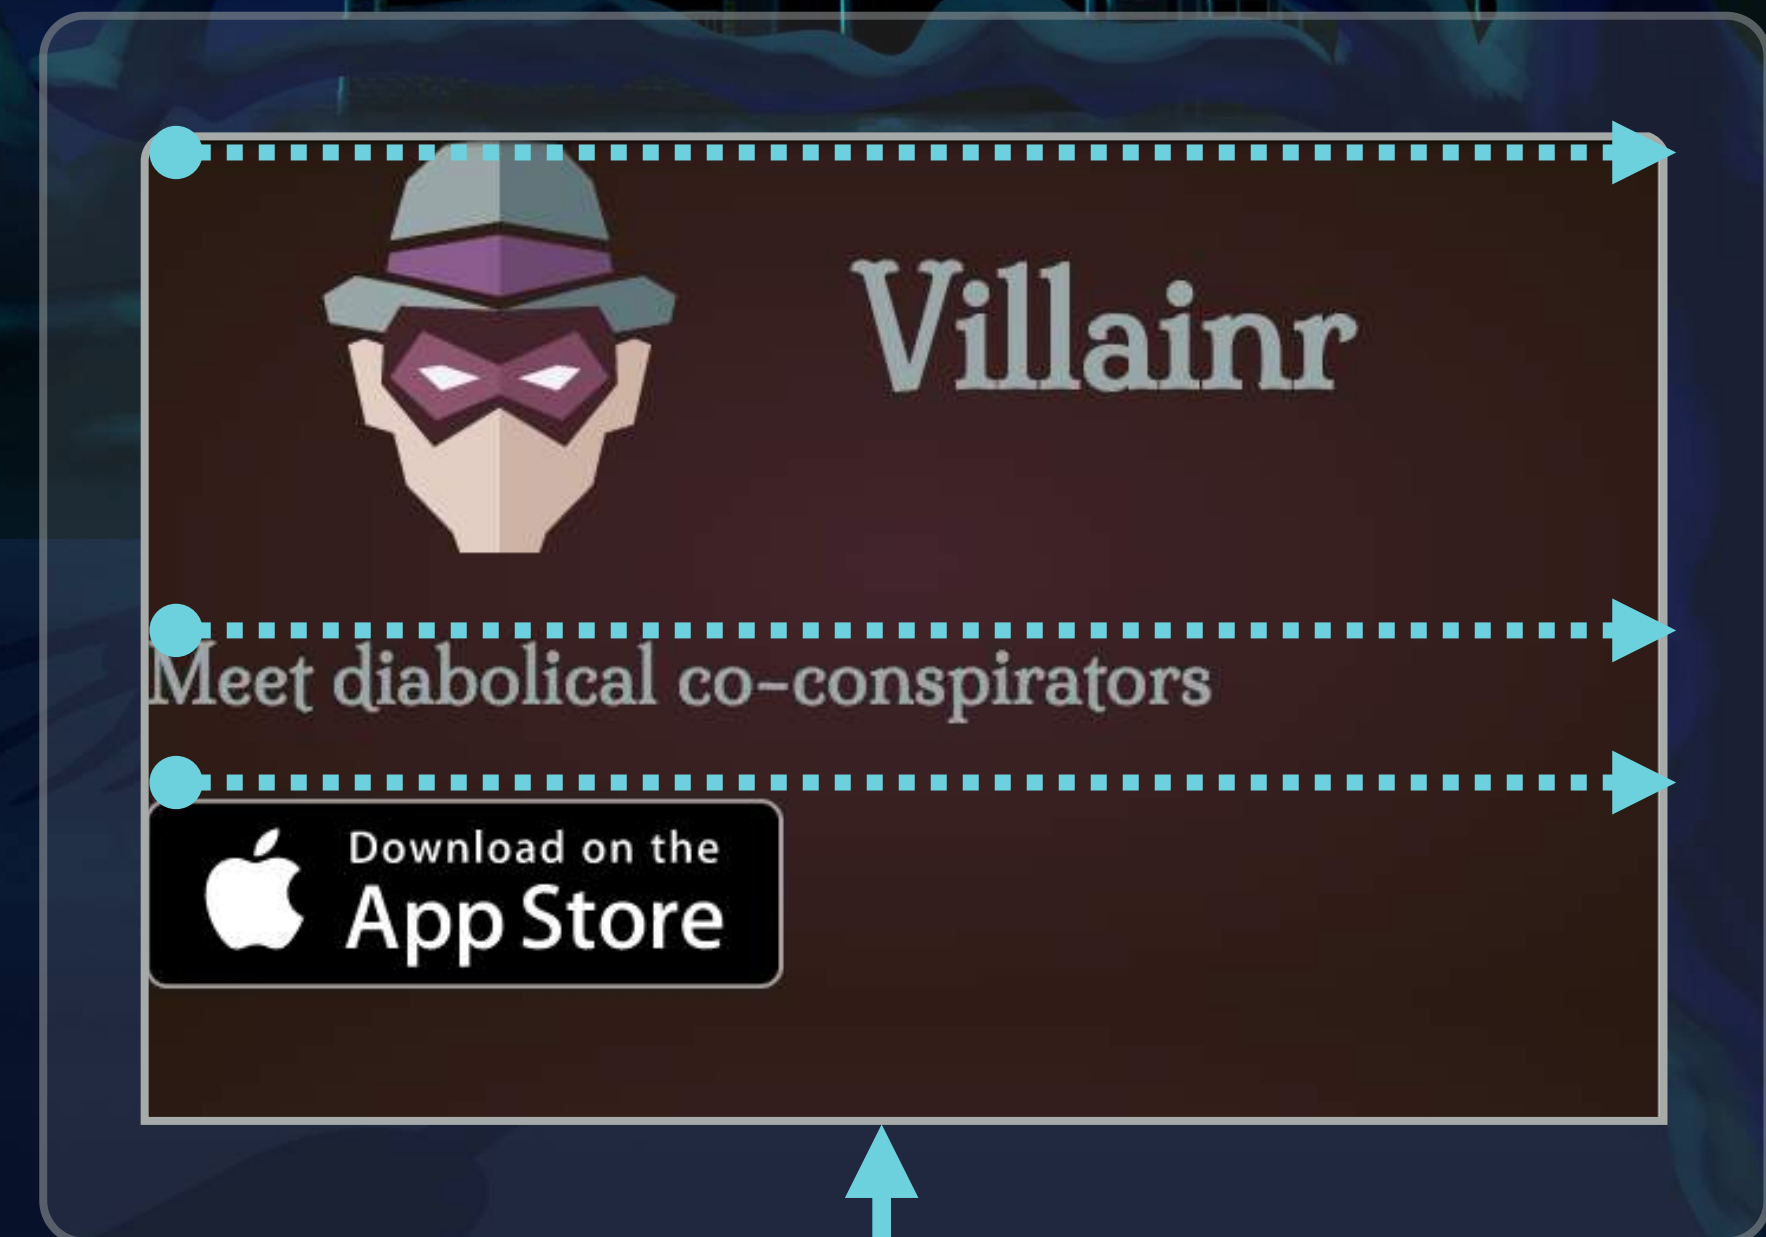 Villainr
Meet diabolical co-conspirators
Download on the
App Store